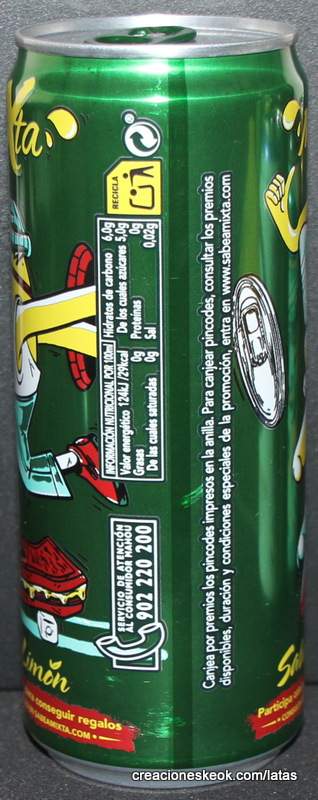 xta
RECICLA
INFORMACIÓN NUTRICIONAL POR 100ml
Valor energético 124kJ / 29kcal
Grasas 0g
De las cuales saturadas 0g
Hidratos de carbono 6,0g
De los cuales azúcares 5,0g
Proteínas 0g
Sal 0,02g
SERVICIO DE ATENCIÓN
AL CONSUMIDOR MAHOU
902 220 200
Canjea por premios los pincodes impresos en la anilla. Para canjear pincodes, consultar los premios
disponibles, duración y condiciones especiales de la promoción, entra en www.sabeamixta.com
Limón
conseguir regalos
SABEAMIXTA.COM
Sa
Participa
creacioneskeok.com/latas